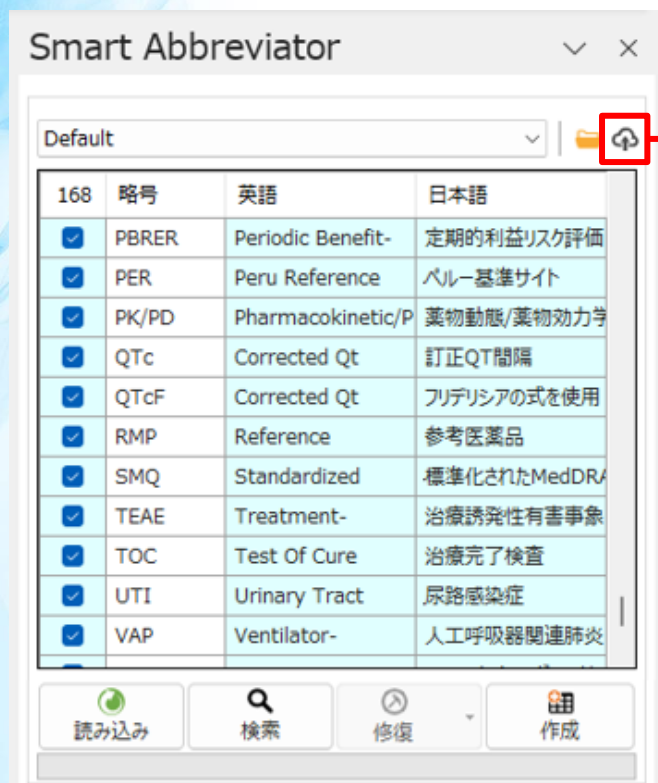 Smart Abbreviator
Default
168 略号 英語 日本語
PBRER Periodic Benefit- 定期的利益リスク評価
PER Peru Reference ペルー基準サイト
PK/PD Pharmacokinetic/P 薬物動態/薬物効力学
QTc Corrected Qt 訂正QT間隔
QTcF Corrected Qt フリデリシアの式を使用
RMP Reference 参考医薬品
SMQ Standardized 標準化されたMedDRA
TEAE Treatment- 治療誘発性有害事象
TOC Test Of Cure 治療完了検査
UTI Urinary Tract 尿路感染症
VAP Ventilator- 人工呼吸器関連肺炎
読み込み 検索 修復 作成